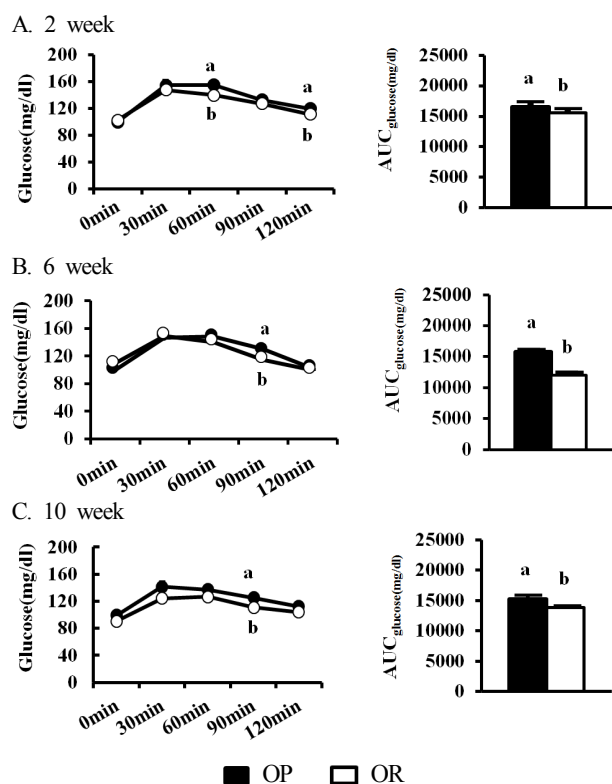 A. 2 week
200
160
120
80
40
0
Glucose(mg/dl)
a
a
b
b
0min
30min
60min
90min
120min
25000
20000
15000
10000
5000
0
AUCglucose(mg/dl)
a
b
B. 6 week
200
160
120
80
40
0
Glucose(mg/dl)
a
b
0min
30min
60min
90min
120min
25000
20000
15000
10000
5000
0
AUCglucose(mg/dl)
a
b
C. 10 week
200
160
120
80
40
0
Glucose(mg/dl)
a
b
0min
30min
60min
90min
120min
25000
20000
15000
10000
5000
0
AUCglucose(mg/dl)
a
b
OP OR